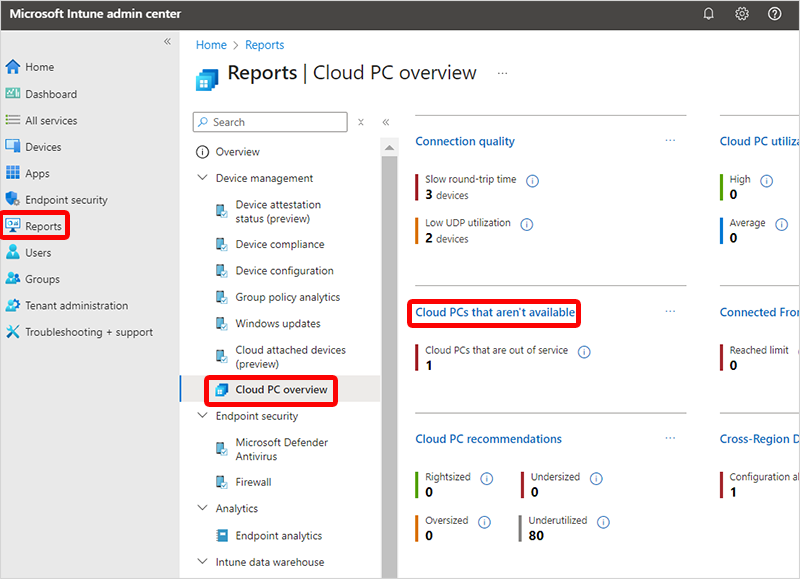 Microsoft Intune admin center
Home
Dashboard
All services
Devices
Apps
Endpoint security
Reports
Users
Groups
Tenant administration
Troubleshooting + support
Home > Reports
Reports | Cloud PC overview
Search
Overview
Device management
Device attestation
status (preview)
Device compliance
Device configuration
Group policy analytics
Windows updates
Cloud attached devices
(preview)
Cloud PC overview
Endpoint security
Microsoft Defender
Antivirus
Firewall
Analytics
Endpoint analytics
Intune data warehouse
Connection quality
Slow round-trip time
3 devices
Low UDP utilization
2 devices
Cloud PC utiliza
High
0
Average
0
Cloud PCs that aren't available
Cloud PCs that are out of service
1
Connected Fron
Reached limit
0
Cloud PC recommendations
Rightsized
0
Undersized
0
Oversized
0
Underutilized
80
Cross-Region D
Configuration al
1